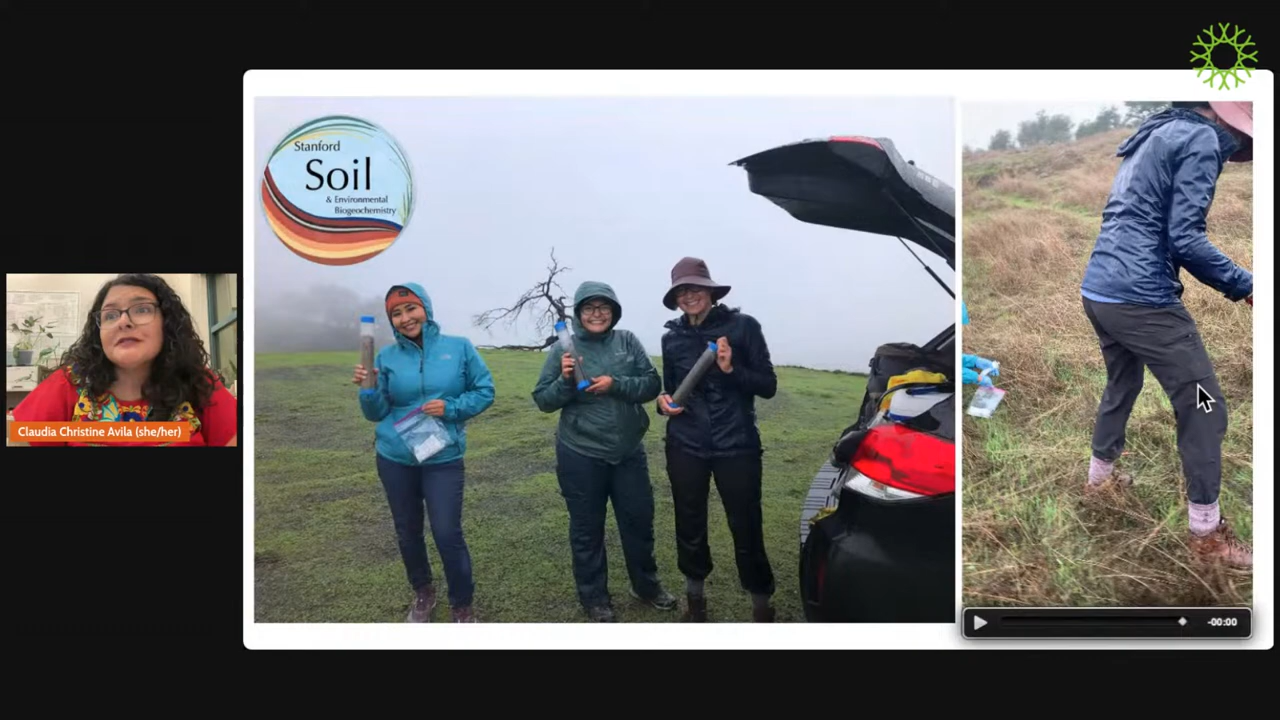 Stanford
Soil
& Environmental
Biogeochemistry
Claudia Christine Avila (she/her)
-00:00